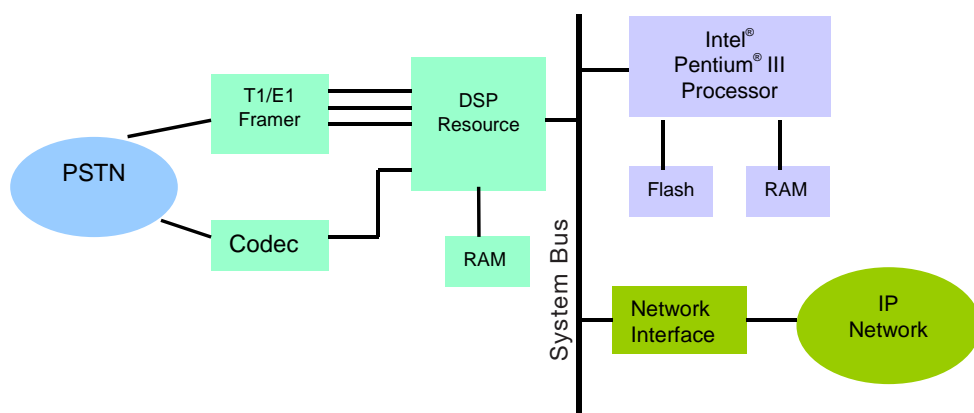 PSTN
T1/E1
Framer
Codec
DSP
Resource
RAM
System Bus
Intel®
Pentium® III
Processor
Flash
RAM
Network
Interface
IP
Network